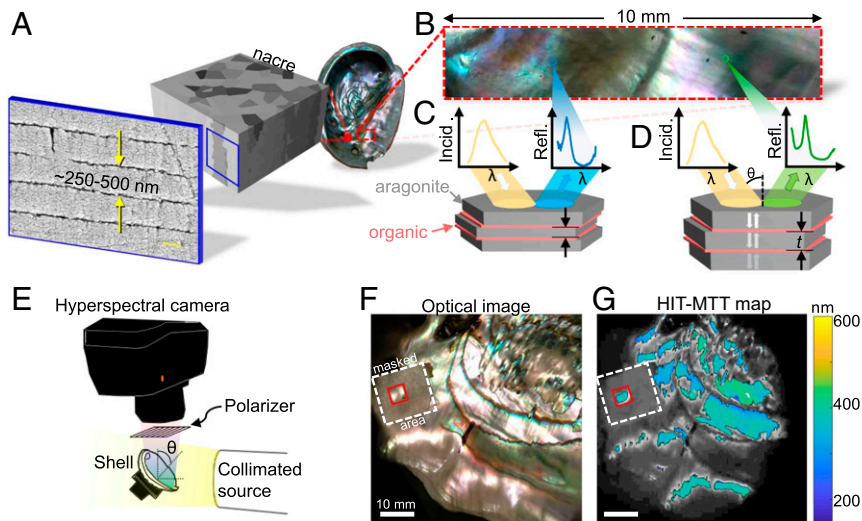 A
nacre
~250-500 nm
B
10 mm
C
Incid.
λ
Refl.
λ
aragonite
organic
D
Incid.
λ
θ
Refl.
λ
t
E
Hyperspectral camera
Polarizer
Shell
θ
Collimated
source
F
Optical image
masked
area
10 mm
G
HIT-MTT map
nm
600
400
200